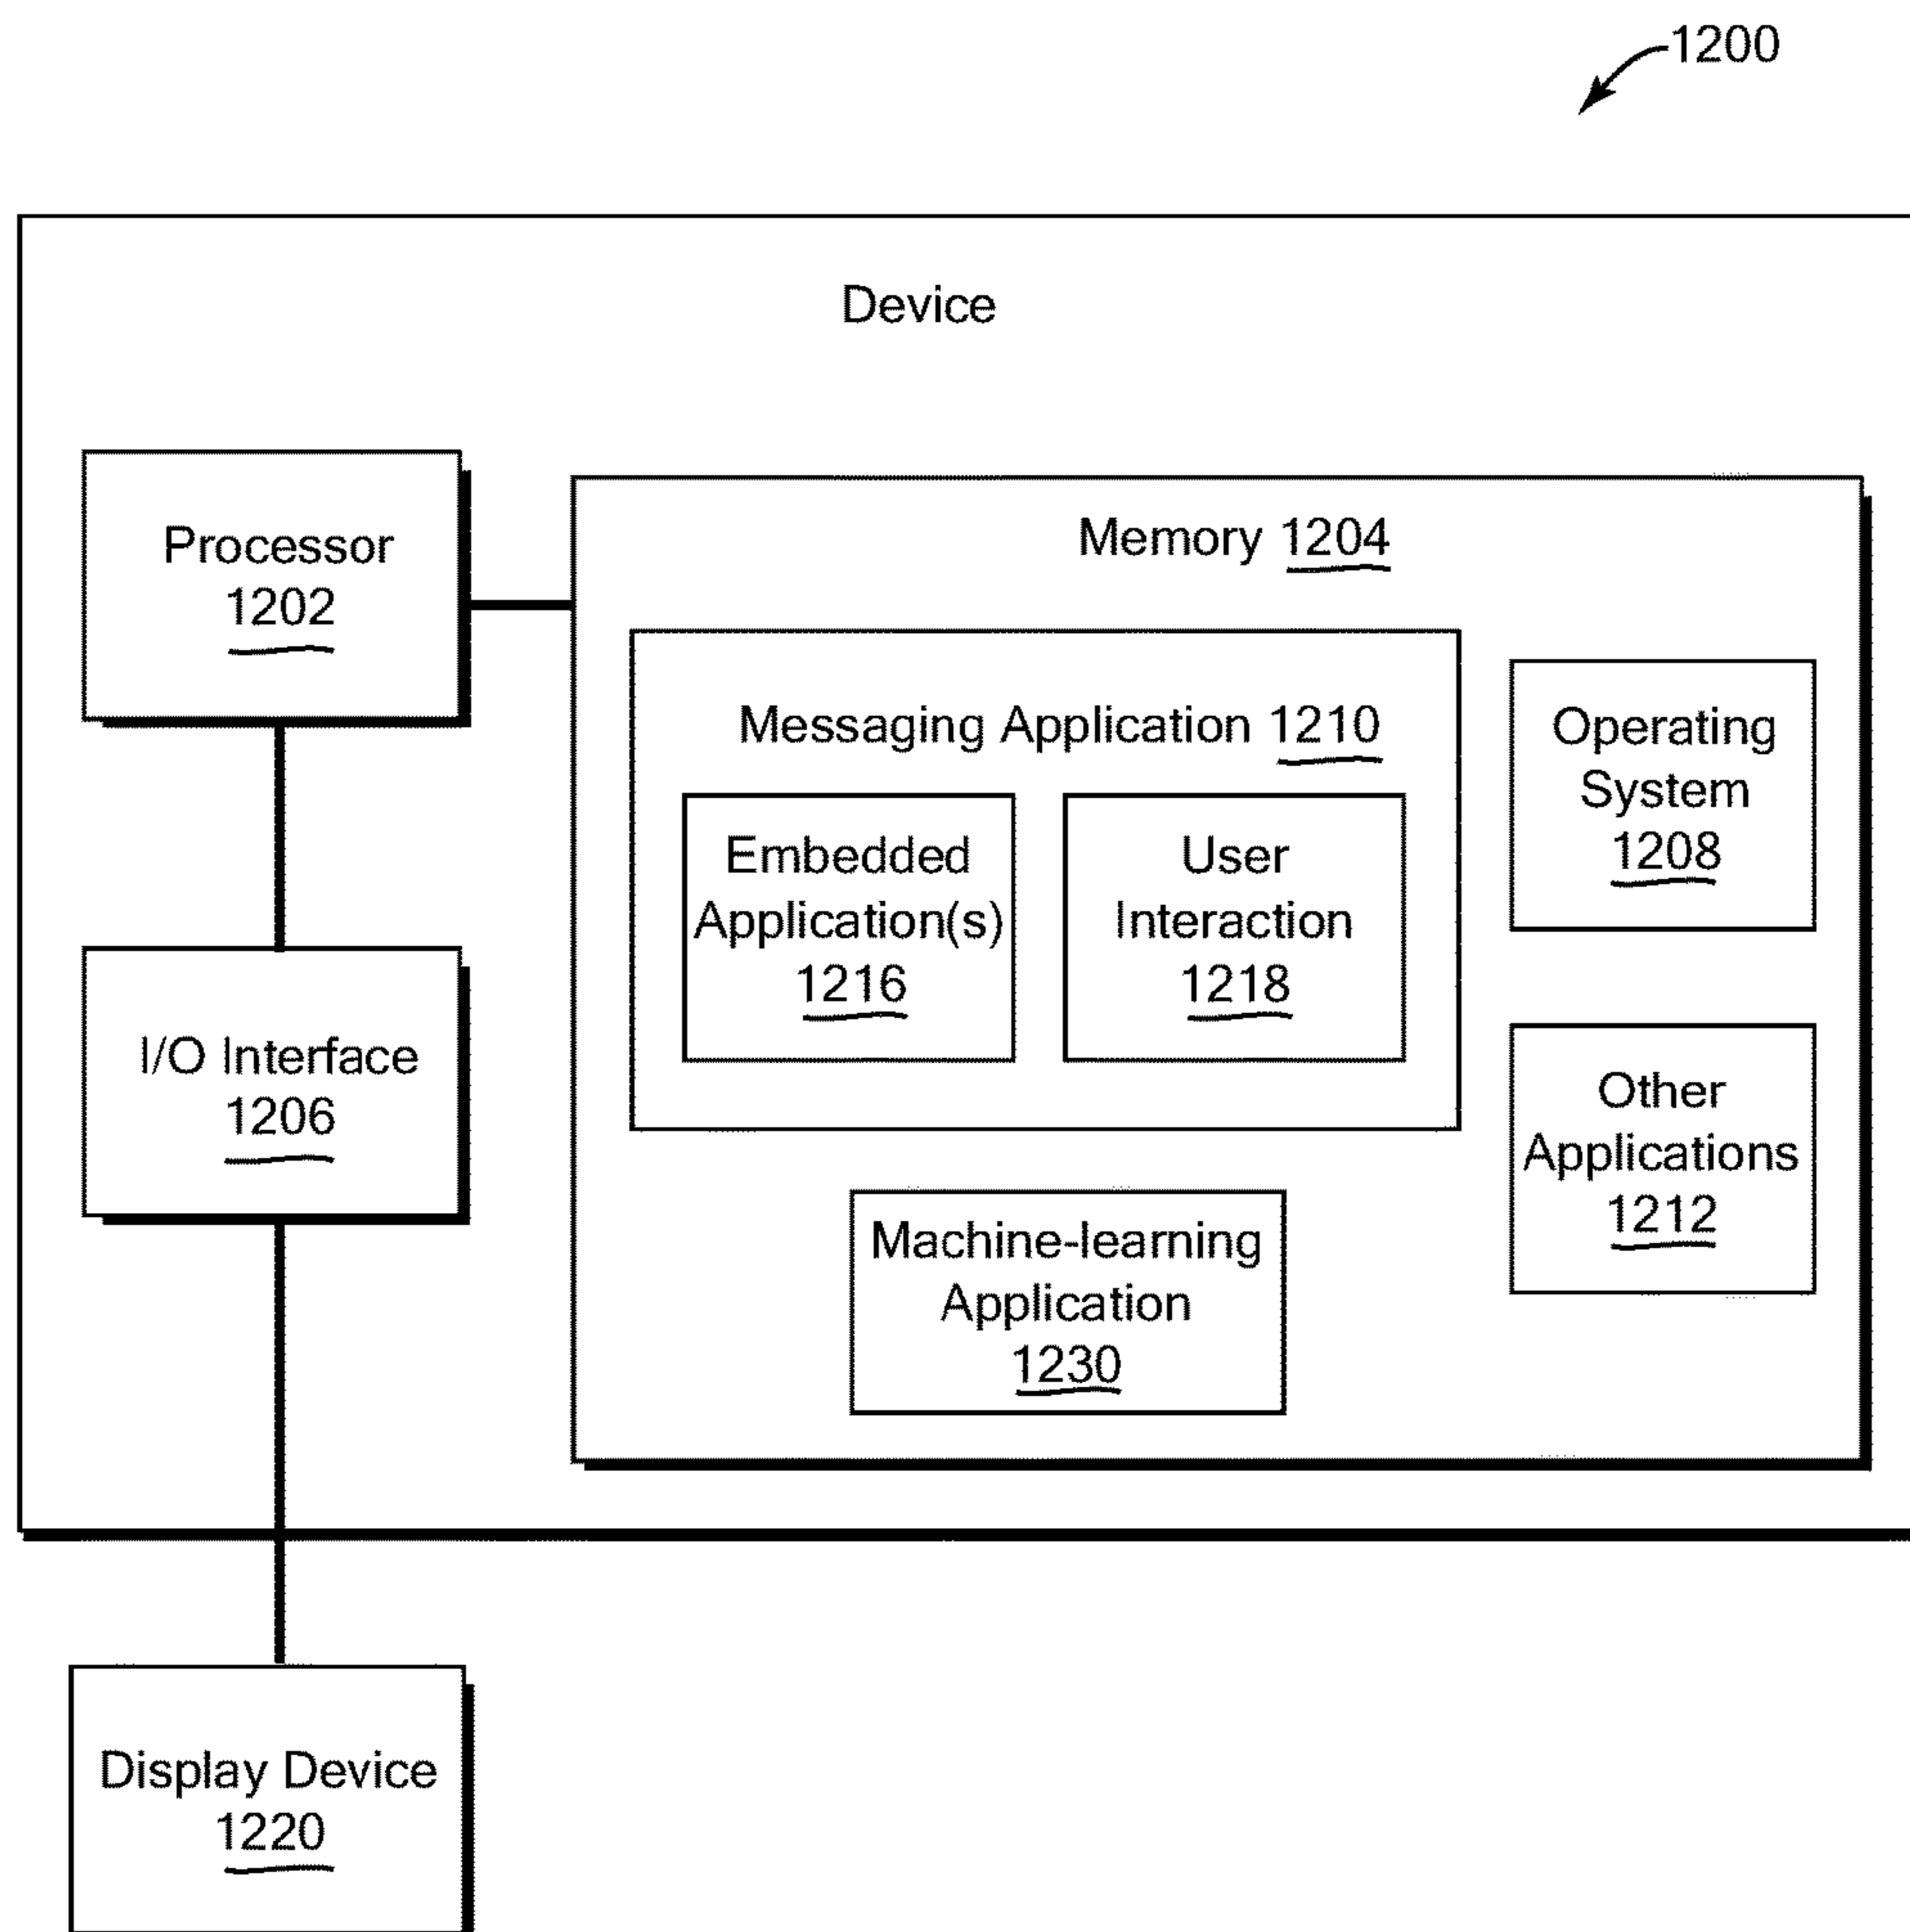 1200
Device
Processor
1202
Memory 1204
Messaging Application 1210
Embedded
Application(s)
1216
User
Interaction
1218
Operating
System
1208
I/O Interface
1206
Other
Applications
1212
Machine-learning
Application
1230
Display Device
1220